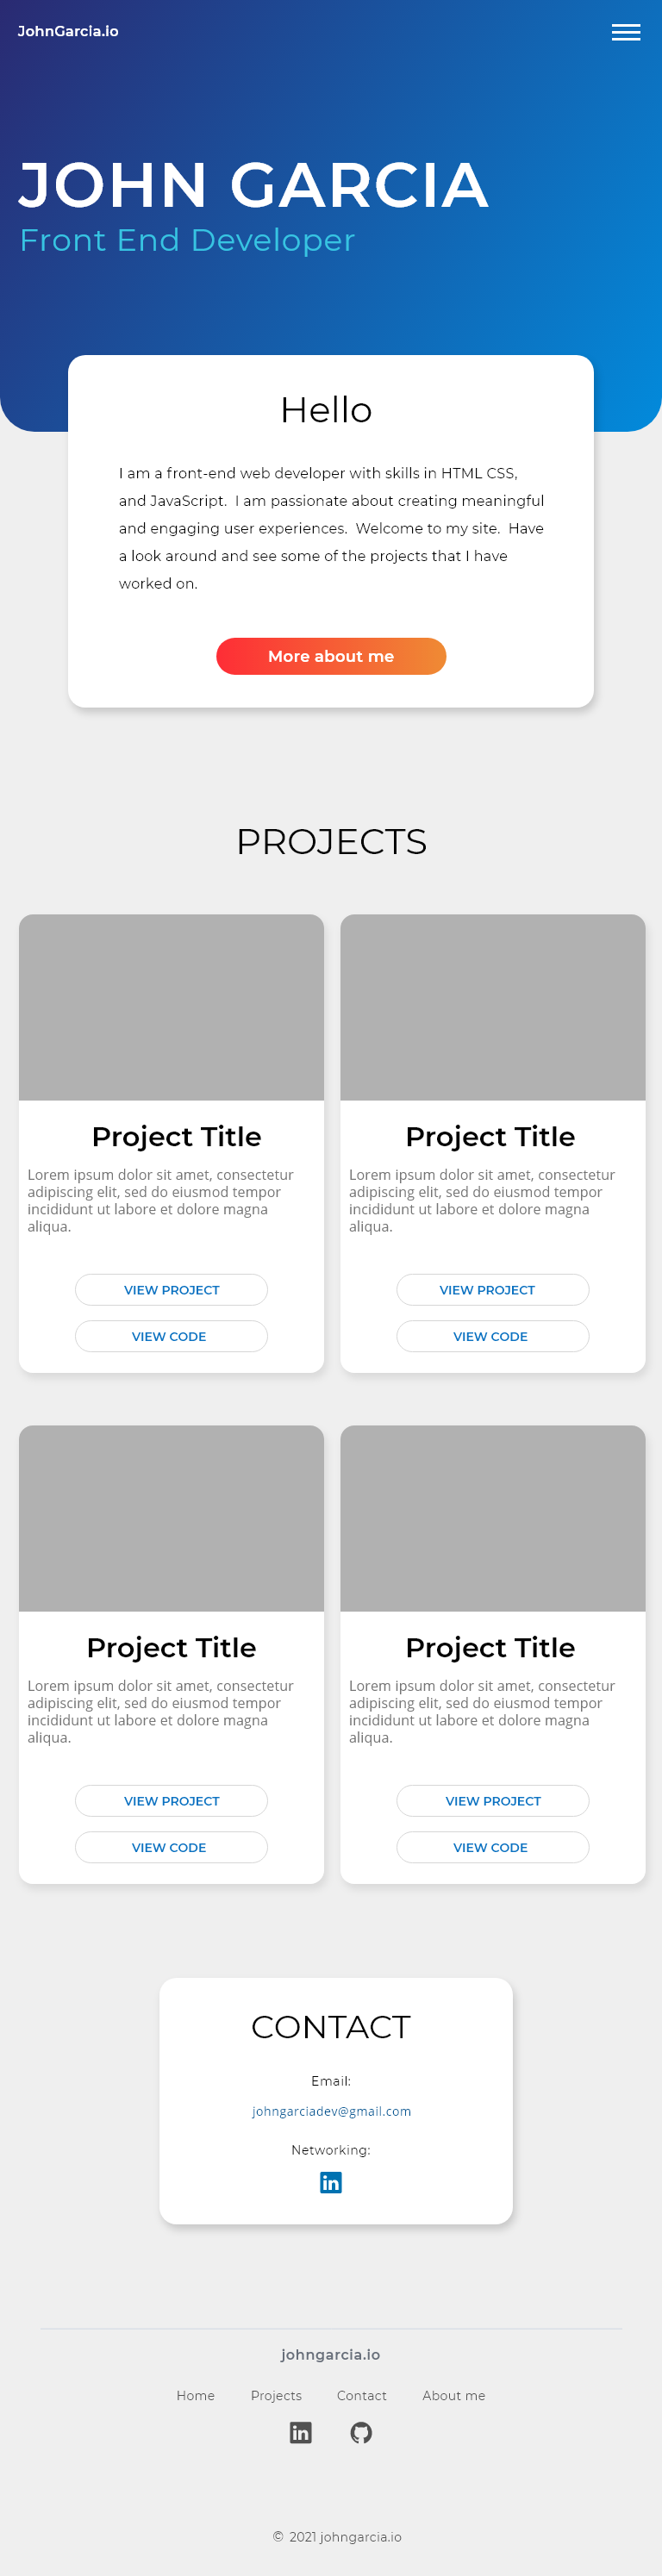 JohnGarcia.io
JOHN GARCIA
Front End Developer
Hello
I am a front-end web developer with skills in HTML CSS,
and JavaScript.  I am passionate about creating meaningful
and engaging user experiences.  Welcome to my site.  Have
a look around and see some of the projects that I have
worked on.
More about me
PROJECTS
Project Title
Lorem ipsum dolor sit amet, consectetur
adipiscing elit, sed do eiusmod tempor
incididunt ut labore et dolore magna
aliqua.
VIEW PROJECT
VIEW CODE
Project Title
Lorem ipsum dolor sit amet, consectetur
adipiscing elit, sed do eiusmod tempor
incididunt ut labore et dolore magna
aliqua.
VIEW PROJECT
VIEW CODE
Project Title
Lorem ipsum dolor sit amet, consectetur
adipiscing elit, sed do eiusmod tempor
incididunt ut labore et dolore magna
aliqua.
VIEW PROJECT
VIEW CODE
Project Title
Lorem ipsum dolor sit amet, consectetur
adipiscing elit, sed do eiusmod tempor
incididunt ut labore et dolore magna
aliqua.
VIEW PROJECT
VIEW CODE
CONTACT
Email:
johngarciadev@gmail.com
Networking:
in
johngarcia.io
Home Projects Contact About me
in
© 2021 johngarcia.io